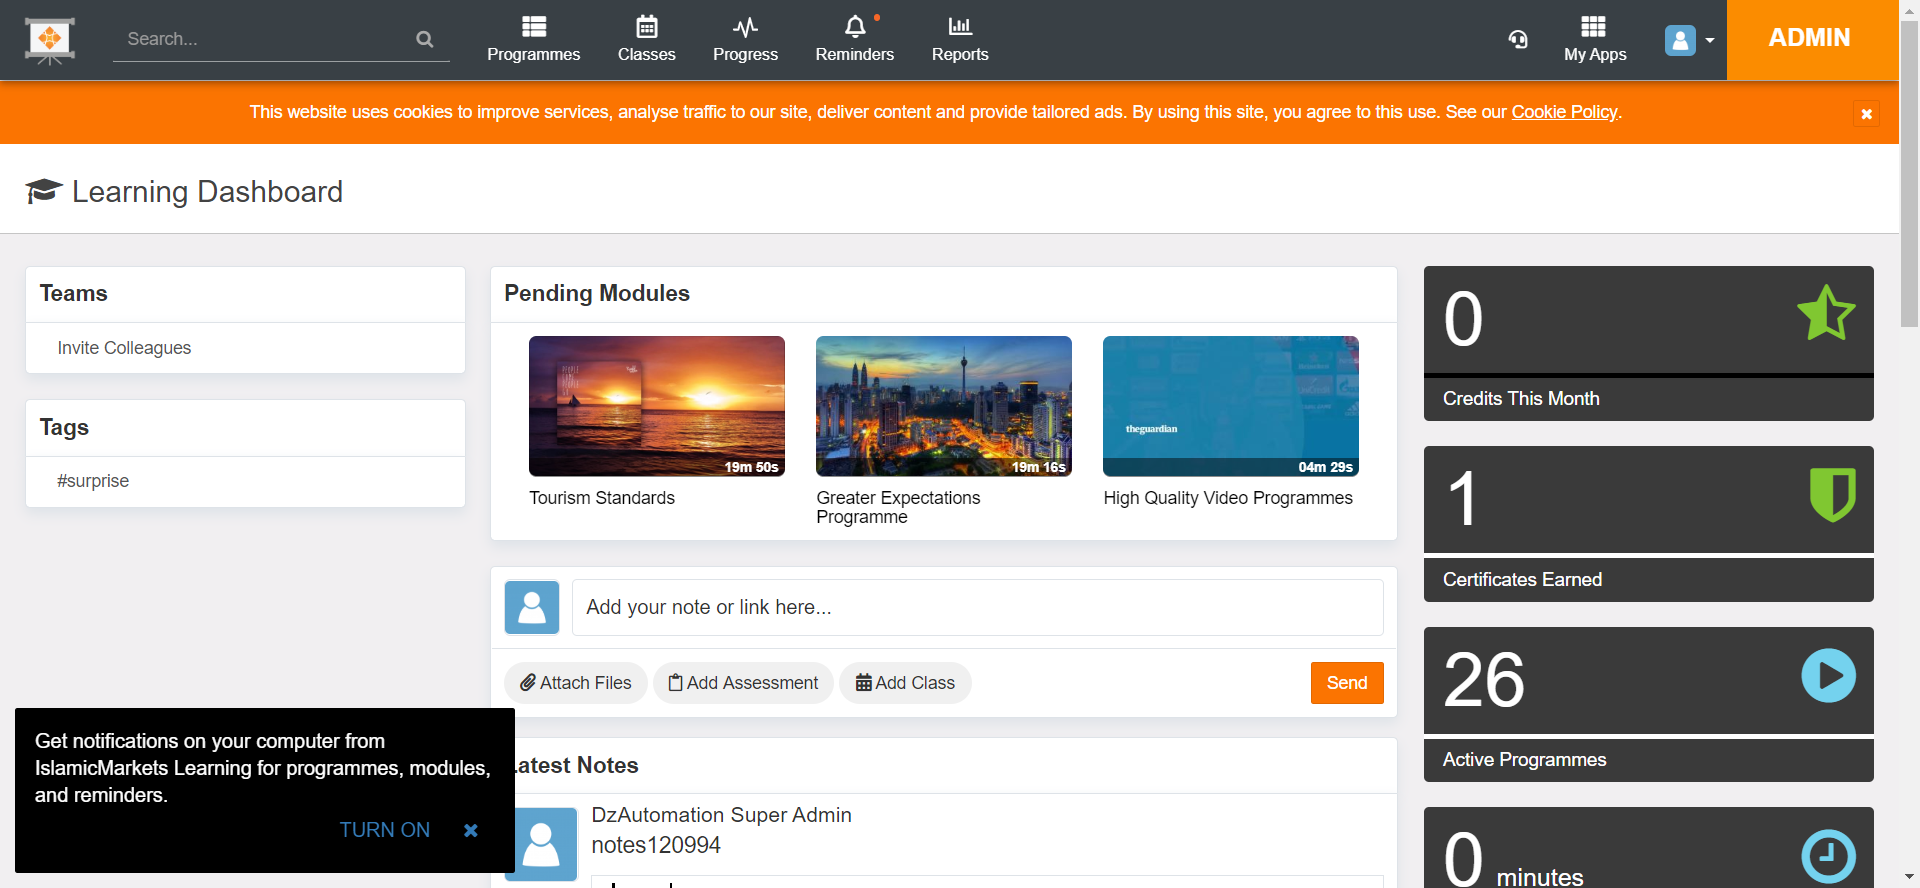 Search...
Programmes
Classes
Progress
Reminders
Reports
My Apps
ADMIN
This website uses cookies to improve services, analyse traffic to our site, deliver content and provide tailored ads. By using this site, you agree to this use. See our Cookie Policy.
Learning Dashboard
Teams
Invite Colleagues
Tags
#surprise
Pending Modules
19m 50s
Tourism Standards
19m 16s
Greater Expectations
Programme
theguardian
04m 29s
High Quality Video Programmes
Add your note or link here...
Attach Files
Add Assessment
Add Class
Send
Latest Notes
DzAutomation Super Admin
notes120994
0
Credits This Month
1
Certificates Earned
26
Active Programmes
0 minutes
Get notifications on your computer from
IslamicMarkets Learning for programmes, modules,
and reminders.
TURN ON